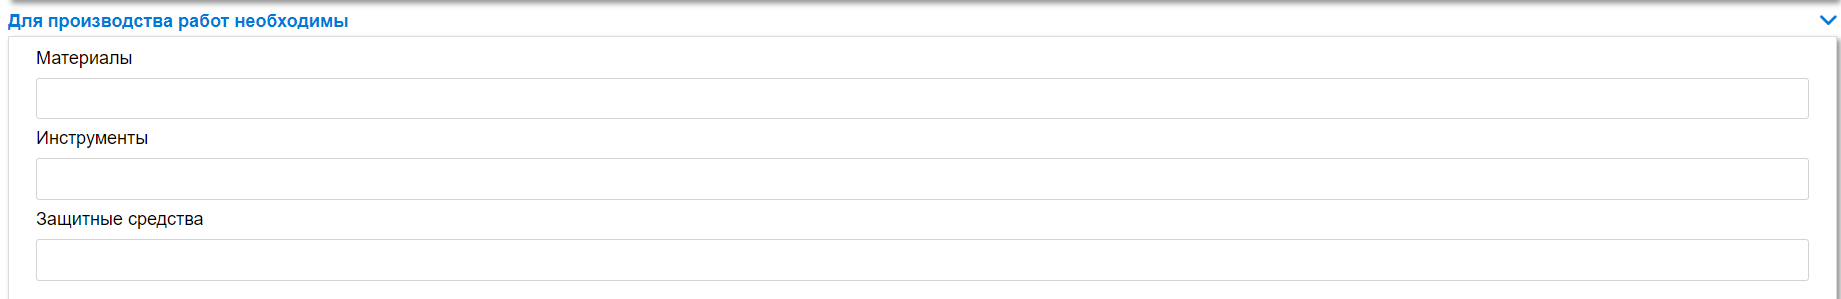 Для производства работ необходимы
Материалы
Инструменты
Защитные средства